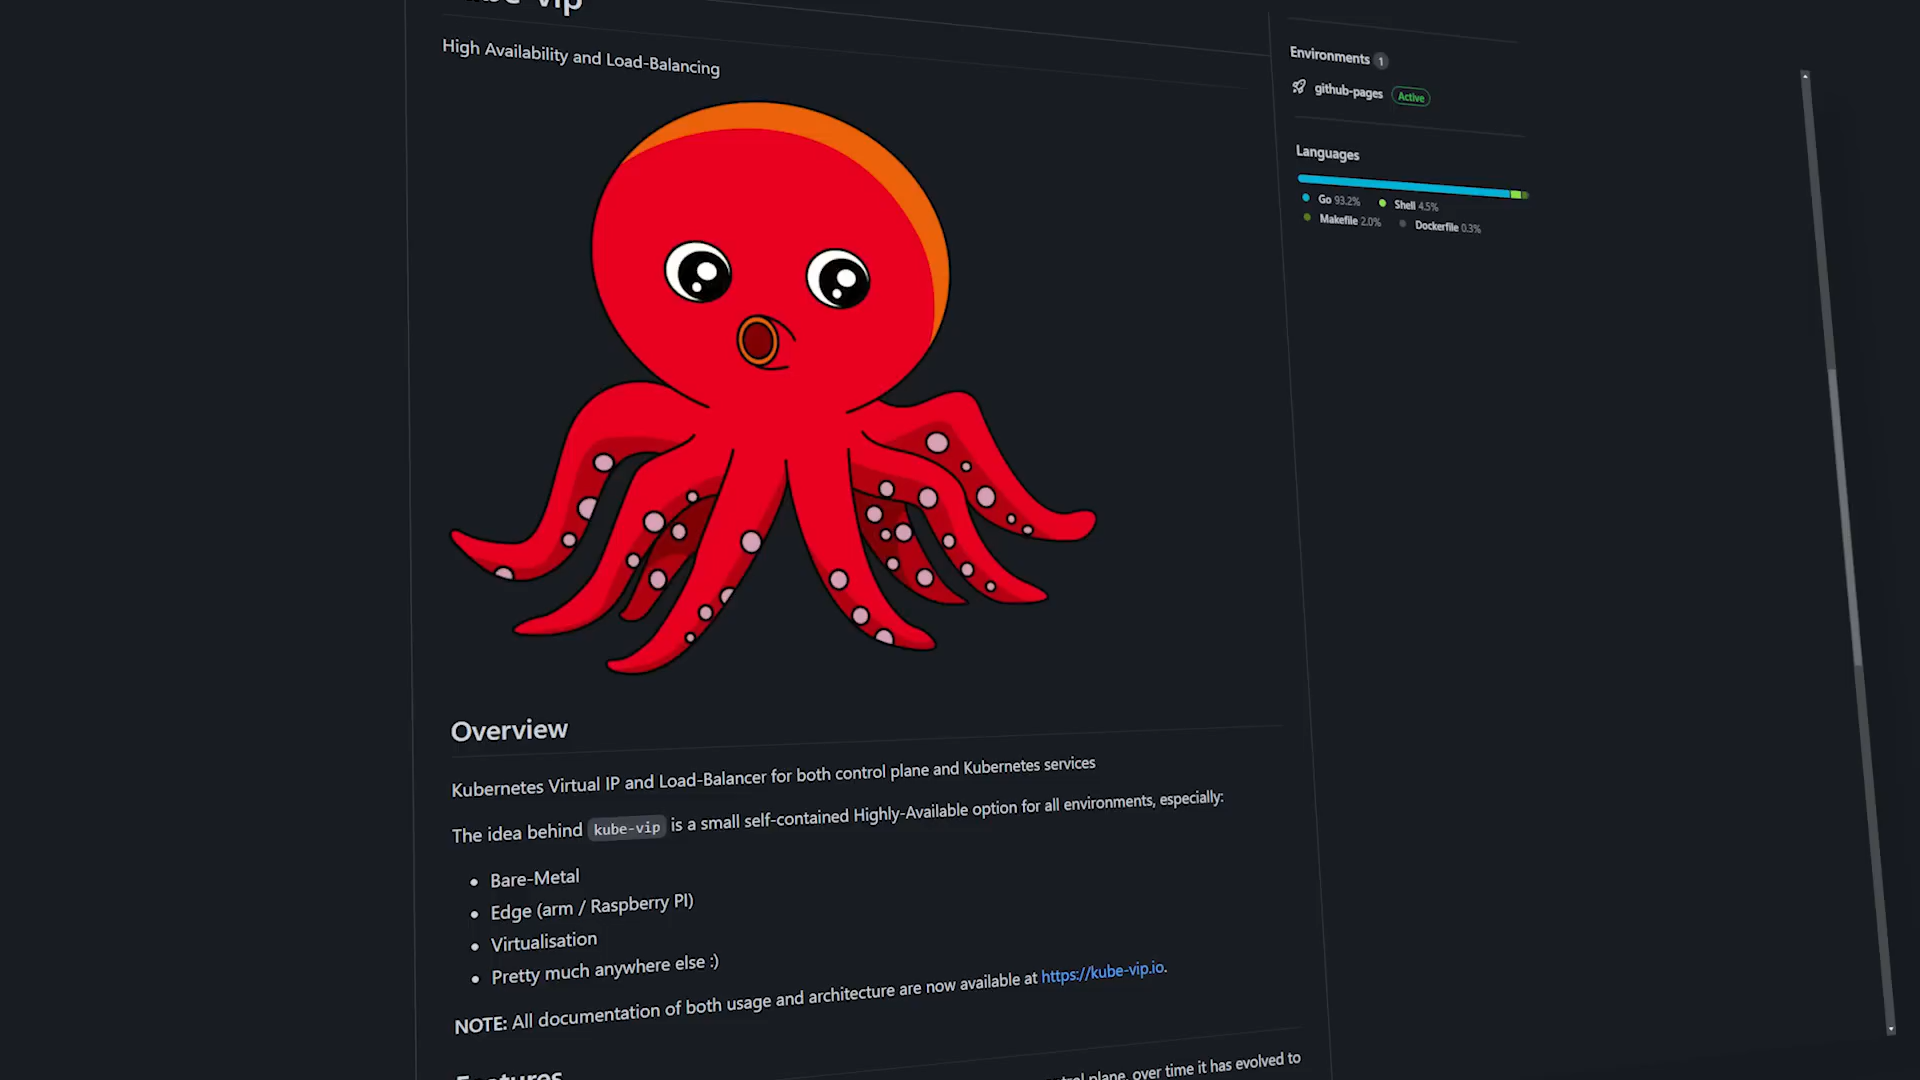 High Availability and Load-Balancing
Environments 1
github-pages Active
Languages
Go 93.2% Shell 4.5%
Makefile 2.0% Dockerfile 0.3%
Overview
Kubernetes Virtual IP and Load-Balancer for both control plane and Kubernetes services
The idea behind kube-vip is a small self-contained Highly-Available option for all environments, especially:
Bare-Metal
Edge (arm / Raspberry PI)
Virtualisation
Pretty much anywhere else :)
NOTE: All documentation of both usage and architecture are now available at https://kube-vip.io.
Features
plane, over time it has evolved to